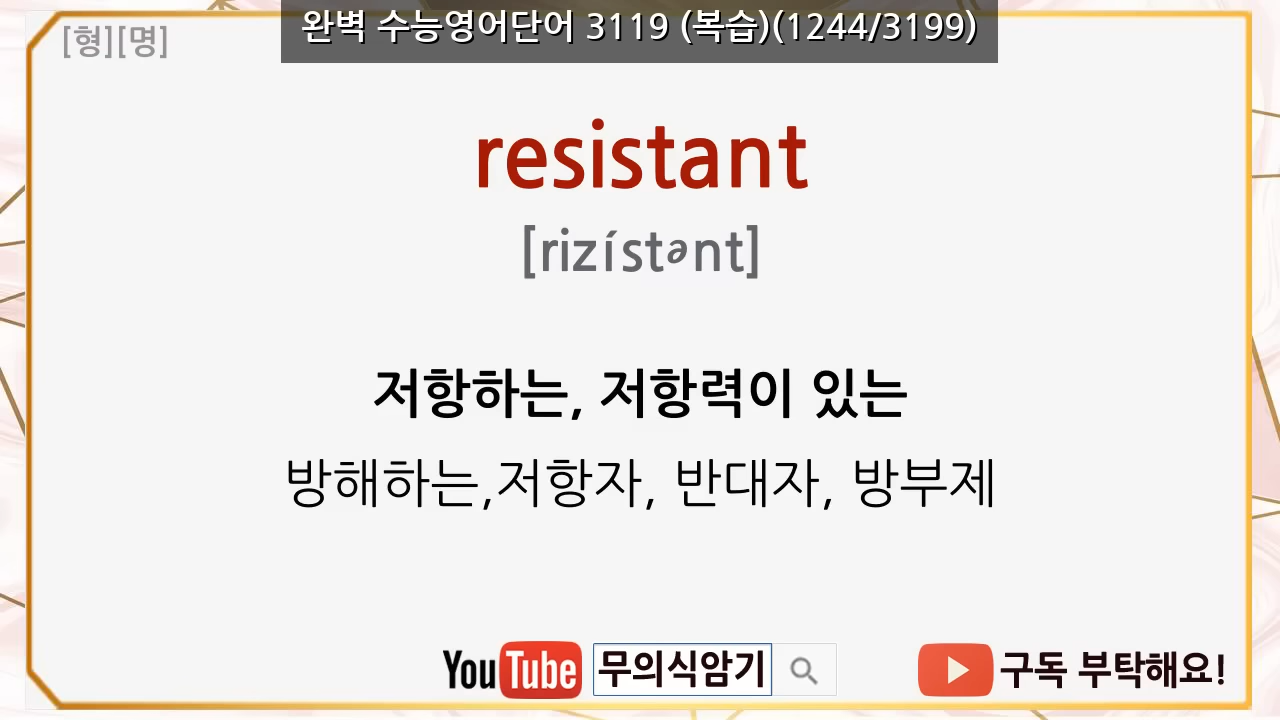 완벽 수능영어단어 3119 (복습)(1244/3199)
[형][명]
resistant
[rizístənt]
저항하는, 저항력이 있는
방해하는,저항자, 반대자, 방부제
YouTube 무의식암기 구독 부탁해요!